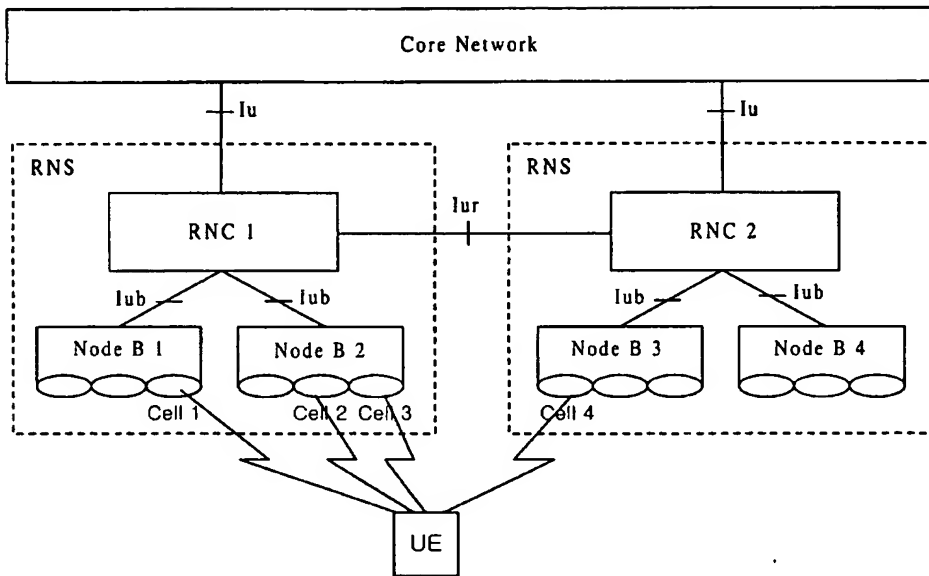 Core Network
Iu
Iu
RNS
RNS
RNC 1
Iur
RNC 2
Iub
Iub
Iub
Iub
Node B 1
Node B 2
Node B 3
Node B 4
Cell 1
Cell 2
Cell 3
Cell 4
UE